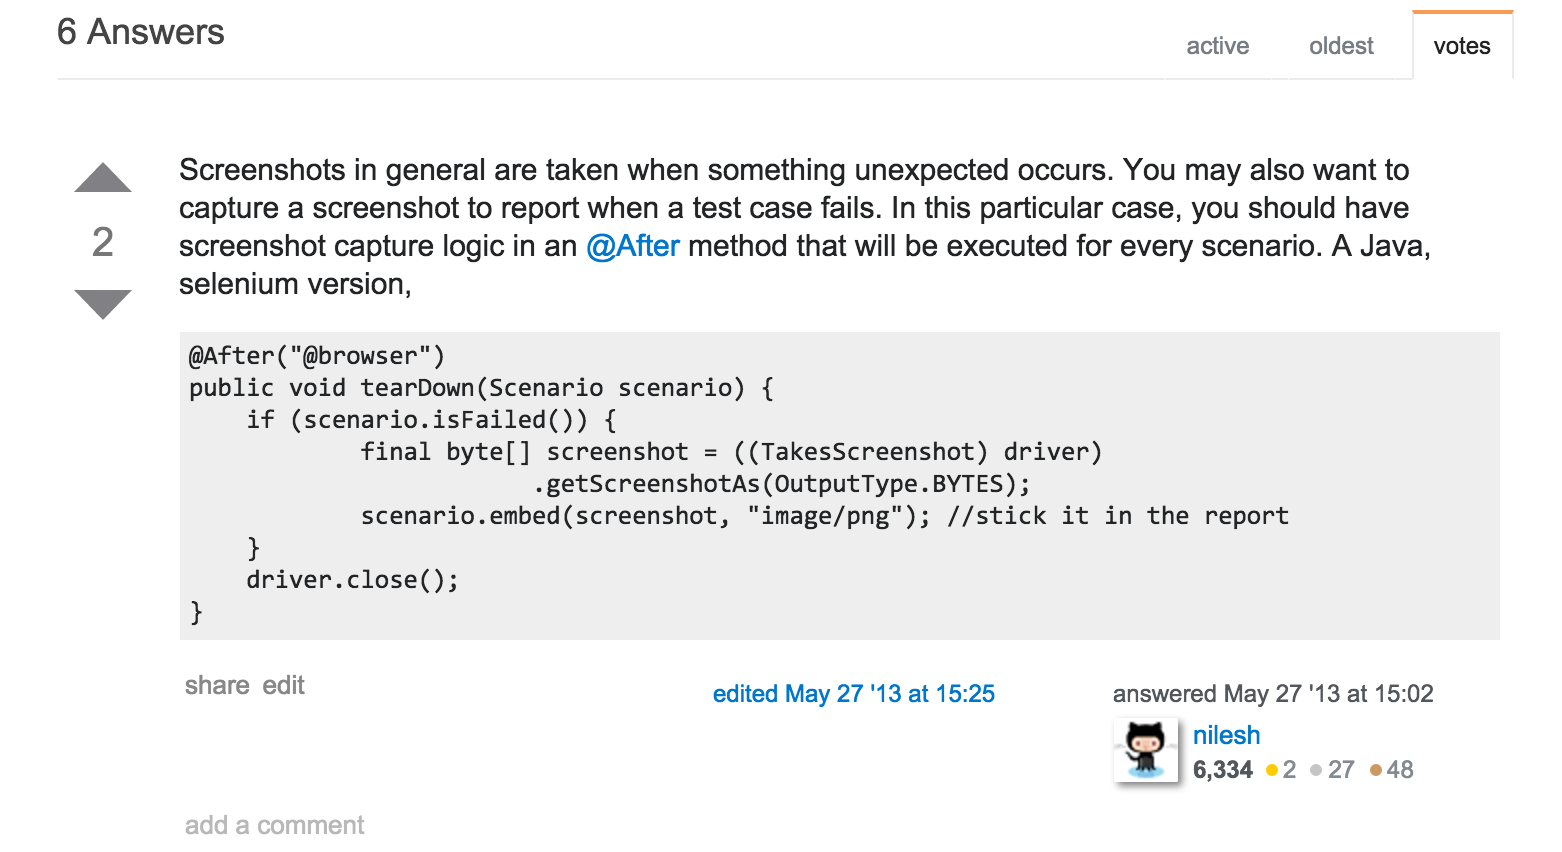 6 Answers
active oldest votes
Screenshots in general are taken when something unexpected occurs. You may also want to
capture a screenshot to report when a test case fails. In this particular case, you should have
2
screenshot capture logic in an @After method that will be executed for every scenario. A Java,
selenium version,
@After("@browser")
public void tearDown(Scenario scenario) {
    if (scenario.isFailed()) {
            final byte[] screenshot = ((TakesScreenshot) driver)
                        .getScreenshotAs(OutputType.BYTES);
            scenario.embed(screenshot, "image/png"); //stick it in the report
    }
    driver.close();
}
share edit
edited May 27 '13 at 15:25
answered May 27 '13 at 15:02
nilesh
6,334 ●2 ●27 ●48
add a comment